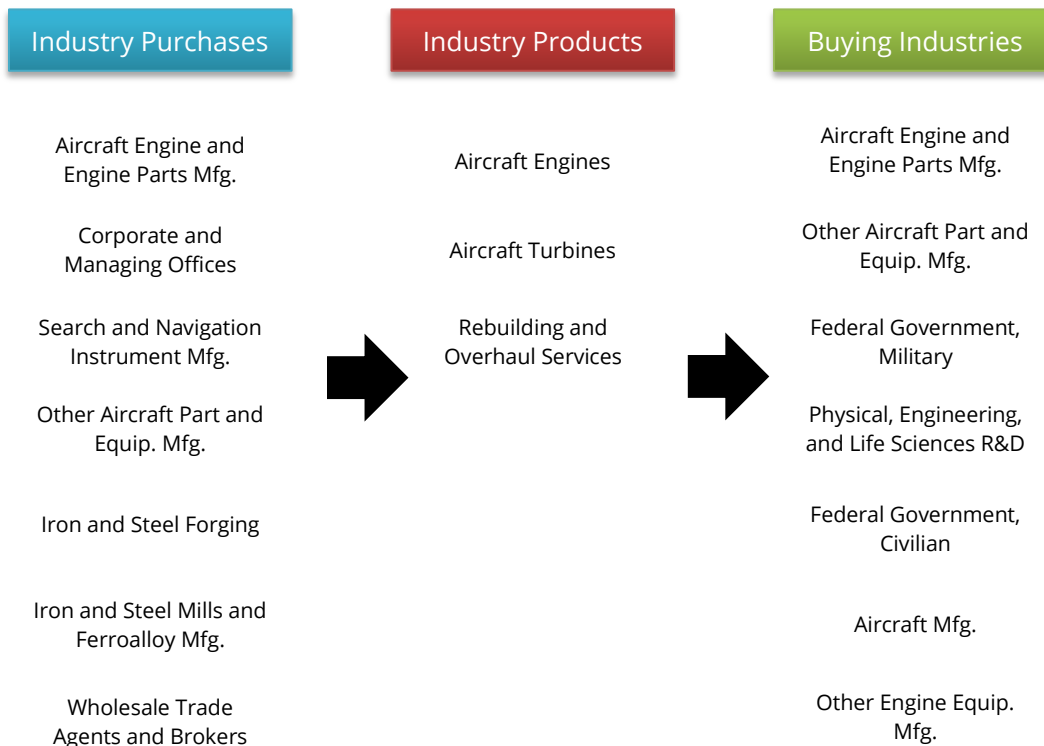 Industry Purchases
Aircraft Engine and
Engine Parts Mfg.
Corporate and
Managing Offices
Search and Navigation
Instrument Mfg.
Other Aircraft Part and
Equip. Mfg.
Iron and Steel Forging
Iron and Steel Mills and
Ferroalloy Mfg.
Wholesale Trade
Agents and Brokers
Industry Products
Aircraft Engines
Aircraft Turbines
Rebuilding and
Overhaul Services
Buying Industries
Aircraft Engine and
Engine Parts Mfg.
Other Aircraft Part and
Equip. Mfg.
Federal Government,
Military
Physical, Engineering,
and Life Sciences R&D
Federal Government,
Civilian
Aircraft Mfg.
Other Engine Equip.
Mfg.